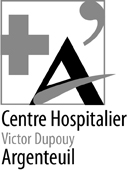 A
Centre Hospitalier
Victor Dupouy
Argenteuil